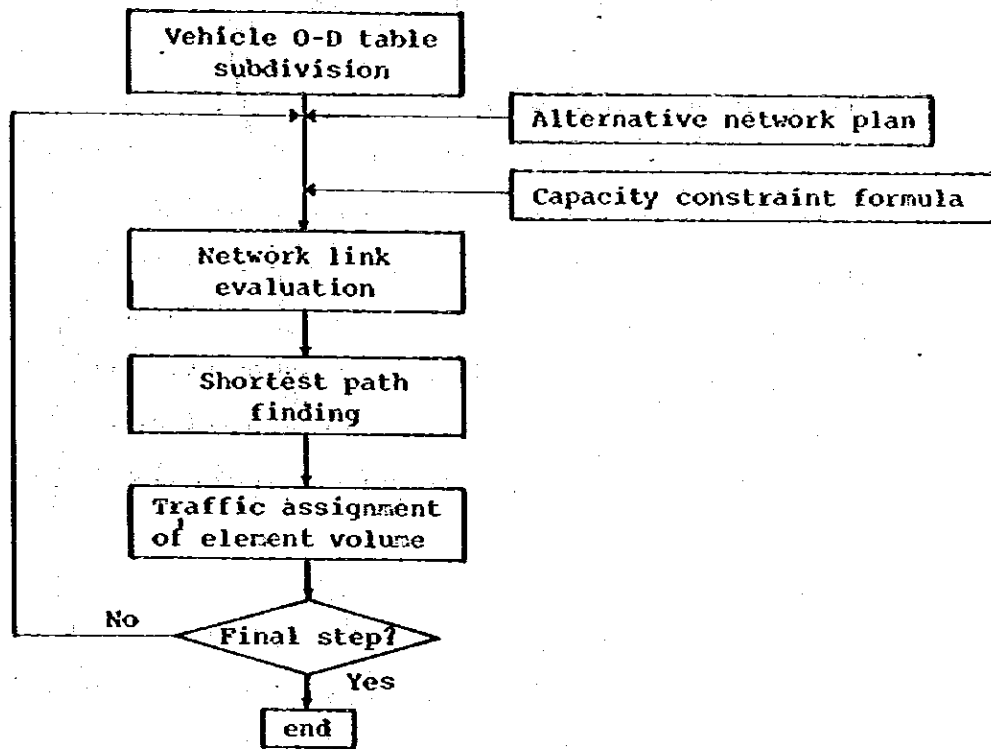 Vehicle O-D table
subdivision
Alternative network plan
Capacity constraint formula
Network link
evaluation
Shortest path
finding
Traffic assignment
of element volume
No
Final step?
Yes
end